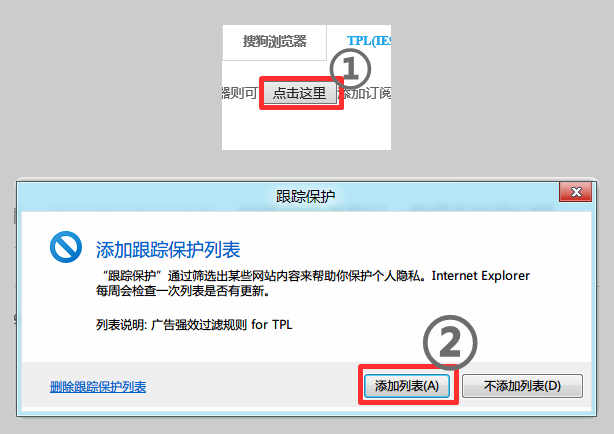 搜狗浏览器 TPL(IE9
1
器则可 点击这里 添加订阅
跟踪保护
添加跟踪保护列表
“跟踪保护”通过筛选出某些网站内容来帮助你保护个人隐私。Internet Explorer
每周会检查一次列表是否有更新。
列表说明: 广告强效过滤规则 for TPL
2
删除跟踪保护列表 添加列表(A) 不添加列表(D)